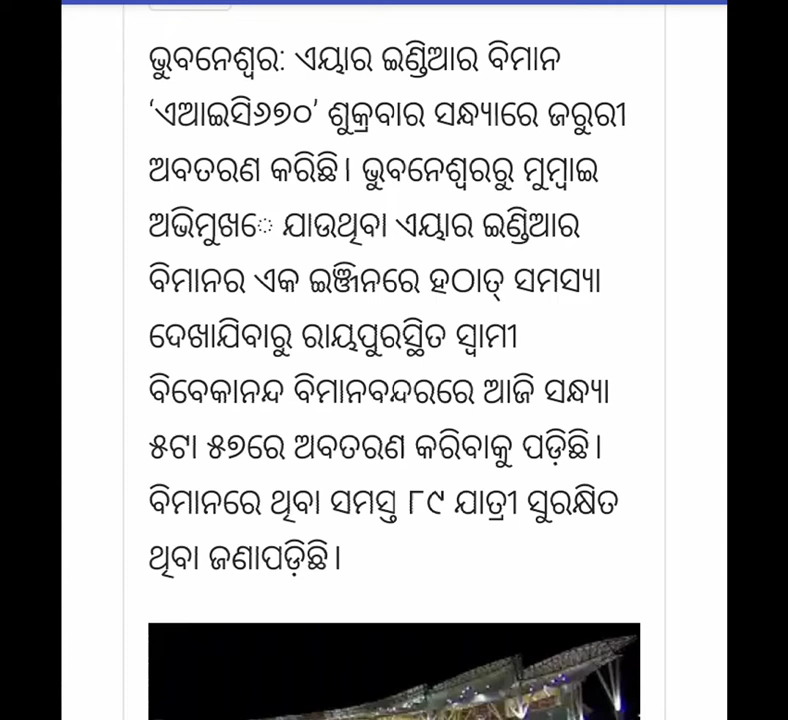 ଭୁବନେଶ୍ୱର: ଏୟାର ଇଣ୍ଡିଆର ବିମାନ
‘ଏଆଇସି୬୭୦’ ଶୁକ୍ରବାର ସନ୍ଧ୍ୟାରେ ଜରୁରୀ
ଅବତରଣ କରିଛି। ଭୁବନେଶ୍ୱରରୁ ମୁମ୍ବାଇ
ଅଭିମୁଖ‌େ ଯାଉଥିବା ଏୟାର ଇଣ୍ଡିଆର
ବିମାନର ଏକ ଇଞ୍ଜିନରେ ହଠାତ୍ ସମସ୍ୟା
ଦେଖାଯିବାରୁ ରାୟପୁରସ୍ଥିତ ସ୍ୱାମୀ
ବିବେକାନନ୍ଦ ବିମାନବନ୍ଦରରେ ଆଜି ସନ୍ଧ୍ୟା
୫ଟା ୫୭ରେ ଅବତରଣ କରିବାକୁ ପଡ଼ିଛି।
ବିମାନରେ ଥିବା ସମସ୍ତ ୮୯ ଯାତ୍ରୀ ସୁରକ୍ଷିତ
ଥିବା ଜଣାପଡ଼ିଛି।